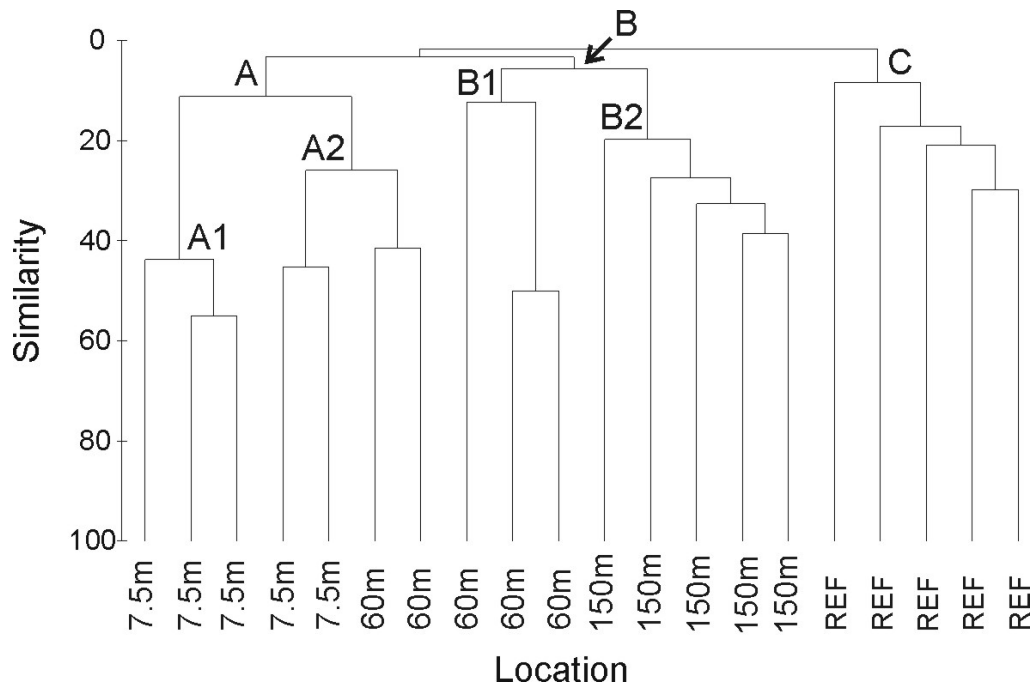 B
A
B1
C
A2
B2
A1
Similarity
0
20
40
60
80
100
7.5m 7.5m 7.5m 7.5m 7.5m 60m 60m 60m 60m 60m 150m 150m 150m 150m 150m REF REF REF REF REF
Location